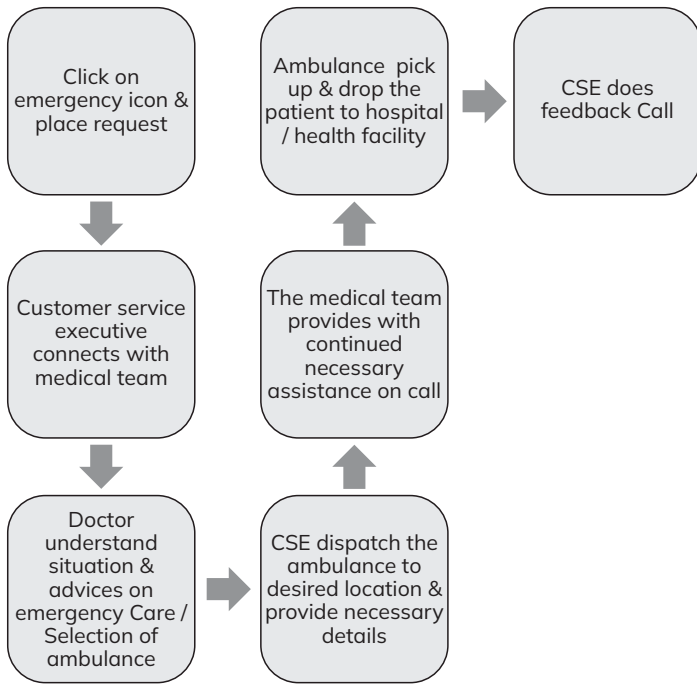 Click on
emergency icon &
place request
Customer service
executive
connects with
medical team
Doctor
understand
situation &
advices on
emergency Care /
Selection of
ambulance
CSE dispatch the
ambulance to
desired location &
provide necessary
details
The medical team
provides with
continued
necessary
assistance on call
Ambulance pick
up & drop the
patient to hospital
/ health facility
CSE does
feedback Call